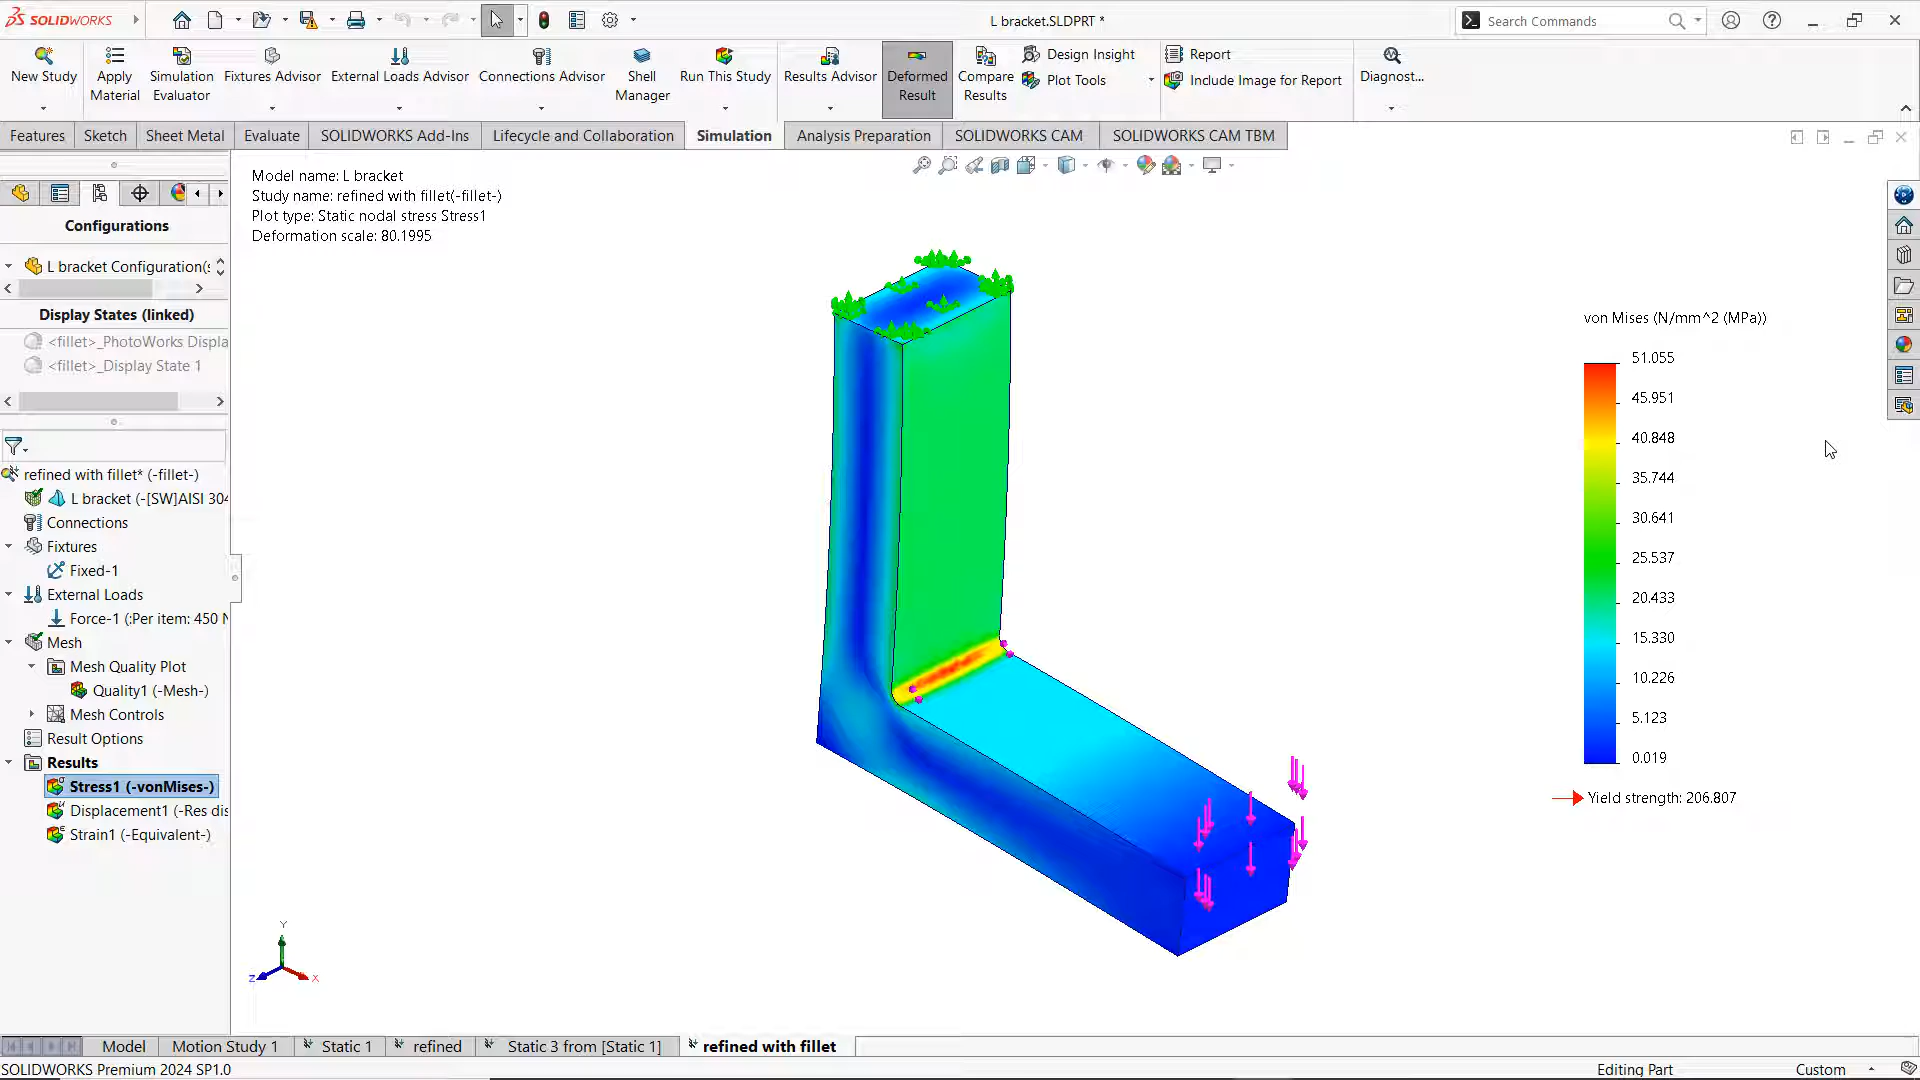 SOLIDWORKS
L bracket.SLDPRT *
Search Commands
New Study
Apply
Material
Simulation
Evaluator
Fixtures Advisor
External Loads Advisor
Connections Advisor
Shell
Manager
Run This Study
Results Advisor
Deformed
Result
Compare
Results
Design Insight
Plot Tools
Report
Include Image for Report
Diagnost...
Features
Sketch
Sheet Metal
Evaluate
SOLIDWORKS Add-Ins
Lifecycle and Collaboration
Simulation
Analysis Preparation
SOLIDWORKS CAM
SOLIDWORKS CAM TBM
Configurations
L bracket Configuration(s
Display States (linked)
<fillet>_PhotoWorks Displa
<fillet>_Display State 1
refined with fillet* (-fillet-)
L bracket (-[SW]AISI 304
Connections
Fixtures
Fixed-1
External Loads
Force-1 (:Per item: 450 N
Mesh
Mesh Quality Plot
Quality1 (-Mesh-)
Mesh Controls
Result Options
Results
Stress1 (-vonMises-)
Displacement1 (-Res dis
Strain1 (-Equivalent-)
Model name: L bracket
Study name: refined with fillet(-fillet-)
Plot type: Static nodal stress Stress1
Deformation scale: 80.1995
von Mises (N/mm^2 (MPa))
51.055
45.951
40.848
35.744
30.641
25.537
20.433
15.330
10.226
5.123
0.019
Yield strength: 206.807
Y
Z
X
Model
Motion Study 1
Static 1
refined
Static 3 from [Static 1]
refined with fillet
SOLIDWORKS Premium 2024 SP1.0
Editing Part
Custom